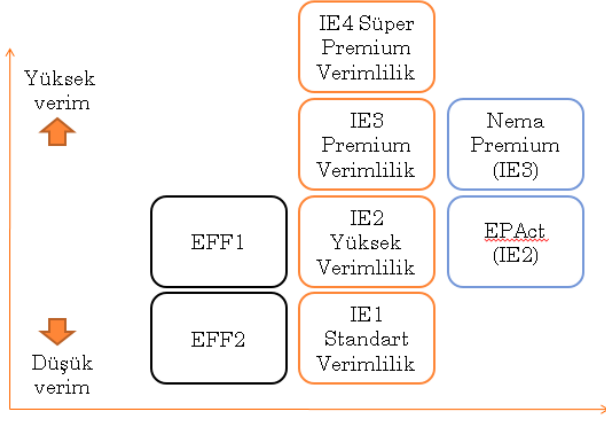 IE4 Süper
Premium
Verimlilik
Yüksek
verim
IE3
Premium
Verimlilik
Nema
Premium
(IE3)
EFF1
IE2
Yüksek
Verimlilik
EPAct
(IE2)
EFF2
IE1
Standart
Verimlilik
Düşük
verim